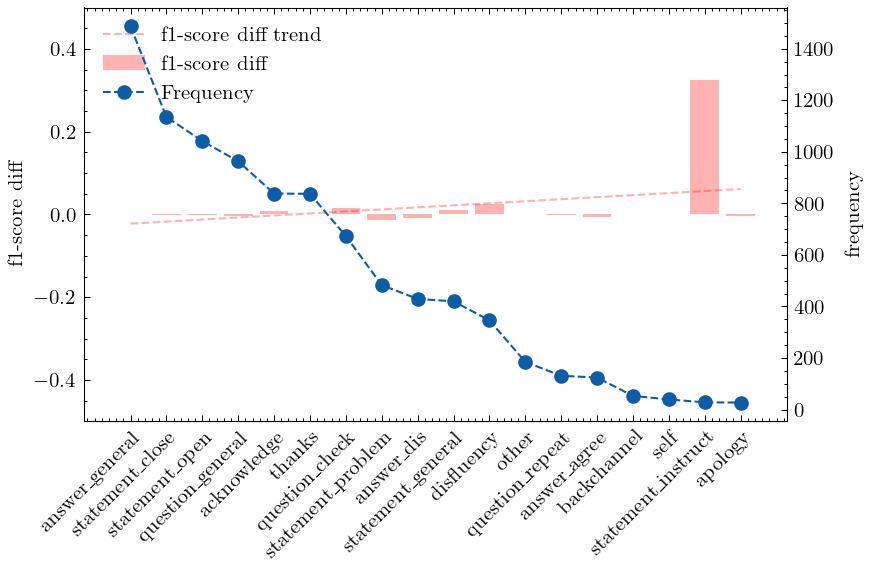 f1-score diff trend
f1-score diff
Frequency
0.4
0.2
0.0
−0.2
−0.4
f1-score diff
1400
1200
1000
800
600
400
200
0
frequency
answer_general
statement_close
statement_open
question_general
acknowledge
thanks
question_check
statement_problem
answer_dis
statement_general
disfluency
other
question_repeat
answer_agree
backchannel
self
statement_instruct
apology